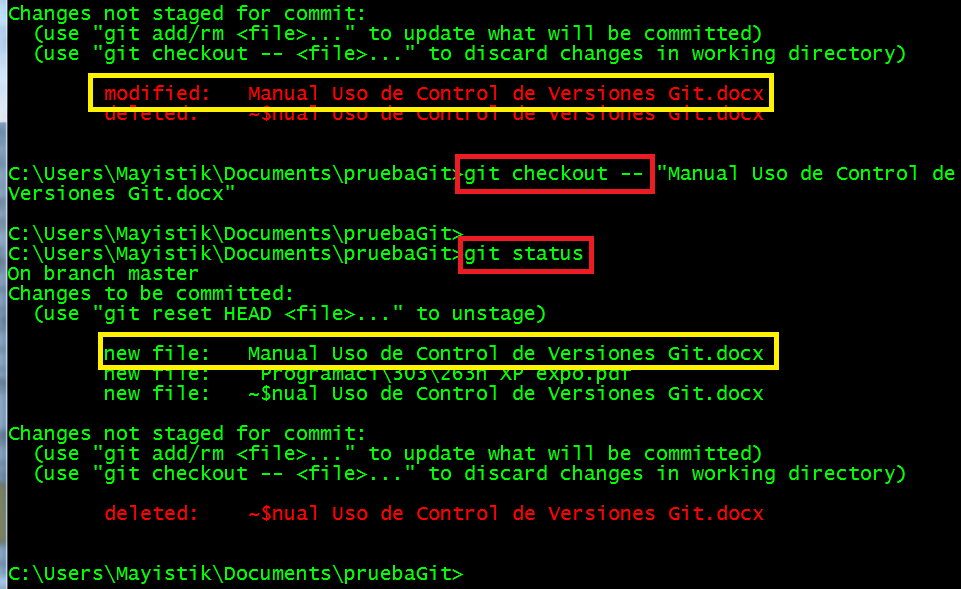 Changes not staged for commit:
(use "git add/rm <file>..." to update what will be committed)
(use "git checkout -- <file>..." to discard changes in working directory)
modified:   Manual Uso de Control de Versiones Git.docx
deleted:    ~$nual Uso de Control de Versiones Git.docx
C:\Users\Mayistik\Documents\pruebaGit>git checkout -- "Manual Uso de Control de
Versiones Git.docx"
C:\Users\Mayistik\Documents\pruebaGit>
C:\Users\Mayistik\Documents\pruebaGit>git status
On branch master
Changes to be committed:
(use "git reset HEAD <file>..." to unstage)
new file:   Manual Uso de Control de Versiones Git.docx
new file:   "Programaci\303\263n XP expo.pdf"
new file:   ~$nual Uso de Control de Versiones Git.docx
Changes not staged for commit:
(use "git add/rm <file>..." to update what will be committed)
(use "git checkout -- <file>..." to discard changes in working directory)
deleted:    ~$nual Uso de Control de Versiones Git.docx
C:\Users\Mayistik\Documents\pruebaGit>